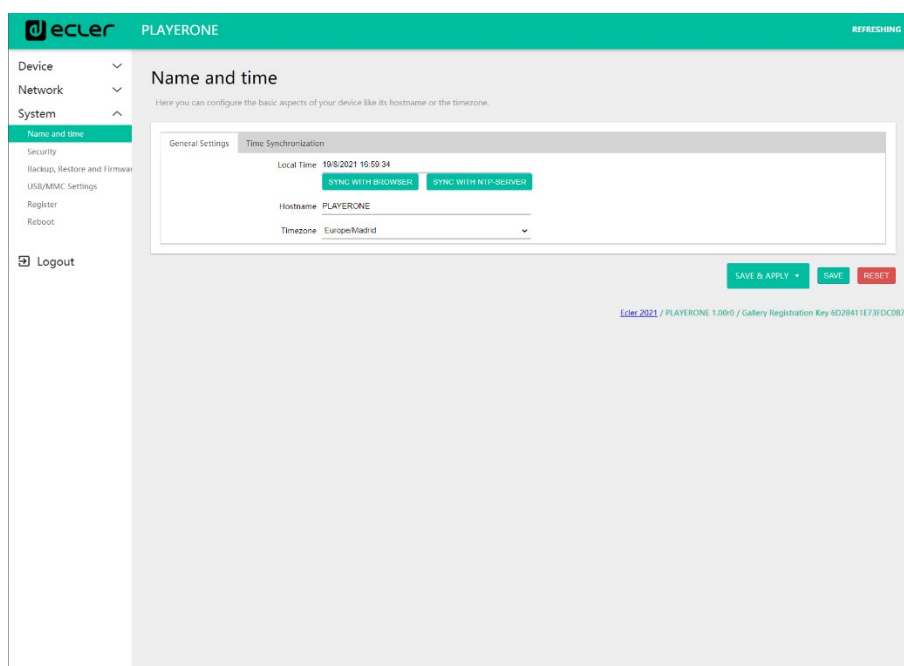 ecler PLAYERONE REFRESHING
Device
Network
System
Name and time
Security
Backup, Restore and Firmwar
USB/MMC Settings
Register
Reboot
Logout
Name and time
Here you can configure the basic aspects of your device like its hostname or the timezone.
General Settings Time Synchronization
Local Time 19/8/2021 16:59:34
SYNC WITH BROWSER SYNC WITH NTP-SERVER
Hostname PLAYERONE
Timezone Europe/Madrid
SAVE & APPLY SAVE RESET
Ecler 2021 / PLAYERONE 1.00r0 / Gallery Registration Key 6D28411E73FDC087